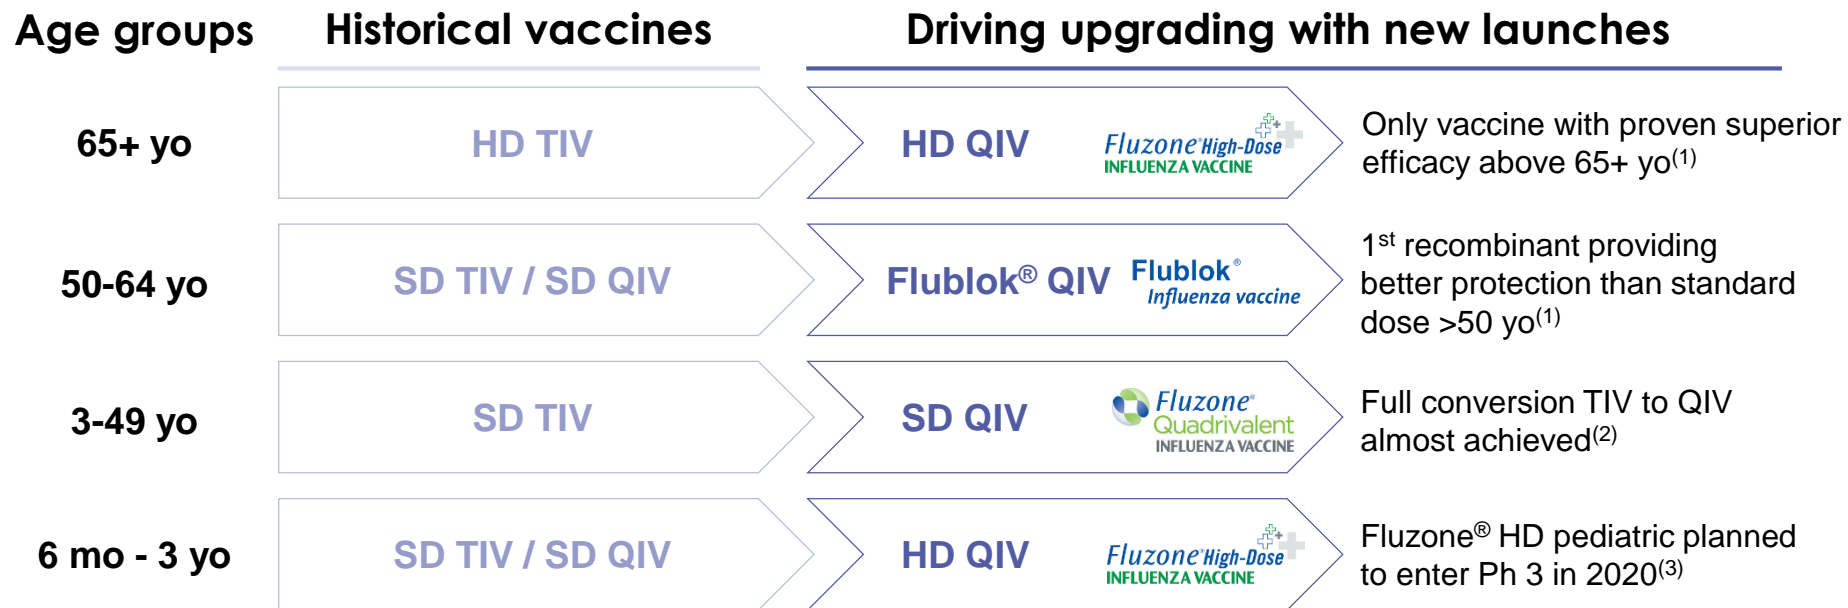 Age groups Historical vaccines Driving upgrading with new launches
65+ yo HD TIV HD QIV Fluzone® High-Dose
INFLUENZA VACCINE
Only vaccine with proven superior
efficacy above 65+ yo(1)
50-64 yo SD TIV / SD QIV Flublok® QIV Flublok®
Influenza vaccine
1st recombinant providing
better protection than standard
dose >50 yo(1)
3-49 yo SD TIV SD QIV Fluzone®
Quadrivalent
INFLUENZA VACCINE
Full conversion TIV to QIV
almost achieved(2)
6 mo - 3 yo SD TIV / SD QIV HD QIV Fluzone® High-Dose
INFLUENZA VACCINE
Fluzone® HD pediatric planned
to enter Ph 3 in 2020(3)